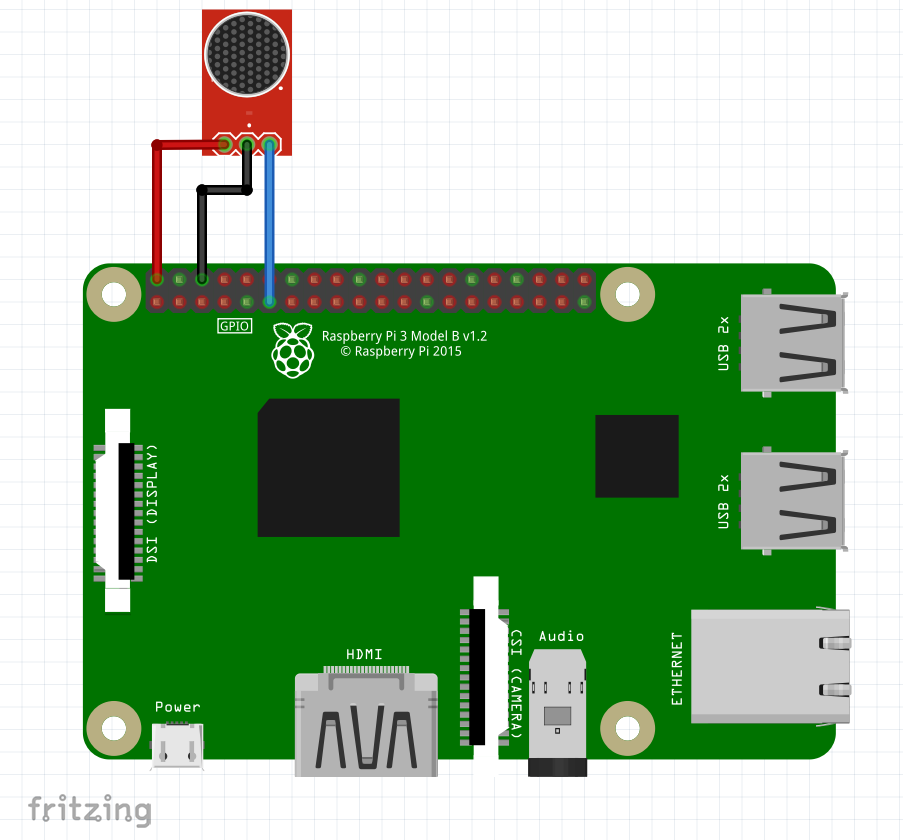 GPIO
Raspberry Pi 3 Model B v1.2
© Raspberry Pi 2015
USB 2x
DSI (DISPLAY)
USB 2x
CSI (CAMERA)
Audio
ETHERNET
HDMI
Power
fritzing